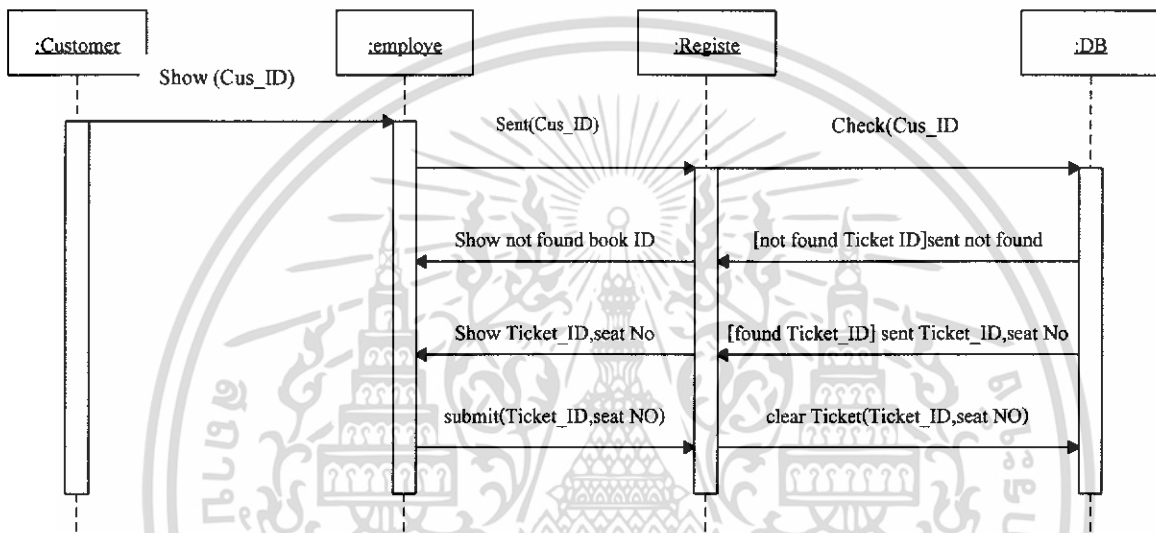 :Customer
:employe
:Registe
:DB
Show (Cus_ID)
Sent(Cus_ID)
Check(Cus_ID
Show not found book ID
[not found Ticket ID]sent not found
Show Ticket_ID,seat No
[found Ticket_ID] sent Ticket_ID,seat No
submit(Ticket_ID,seat NO)
clear Ticket(Ticket_ID,seat NO)